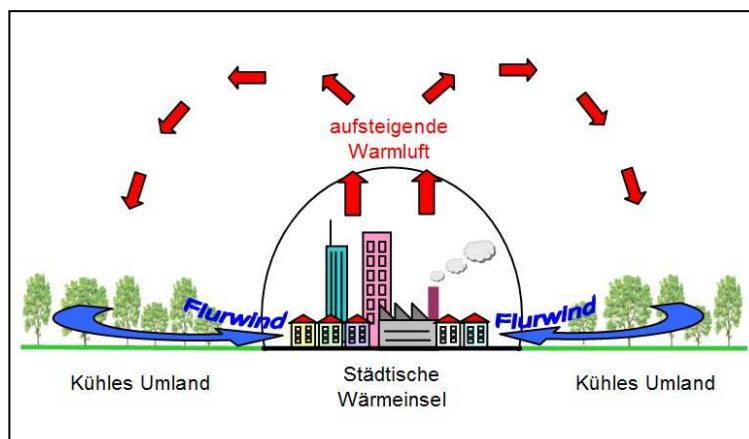 aufsteigende
Warmluft
Flurwind
Flurwind
Kühles Umland
Städtische
Wärmeinsel
Kühles Umland